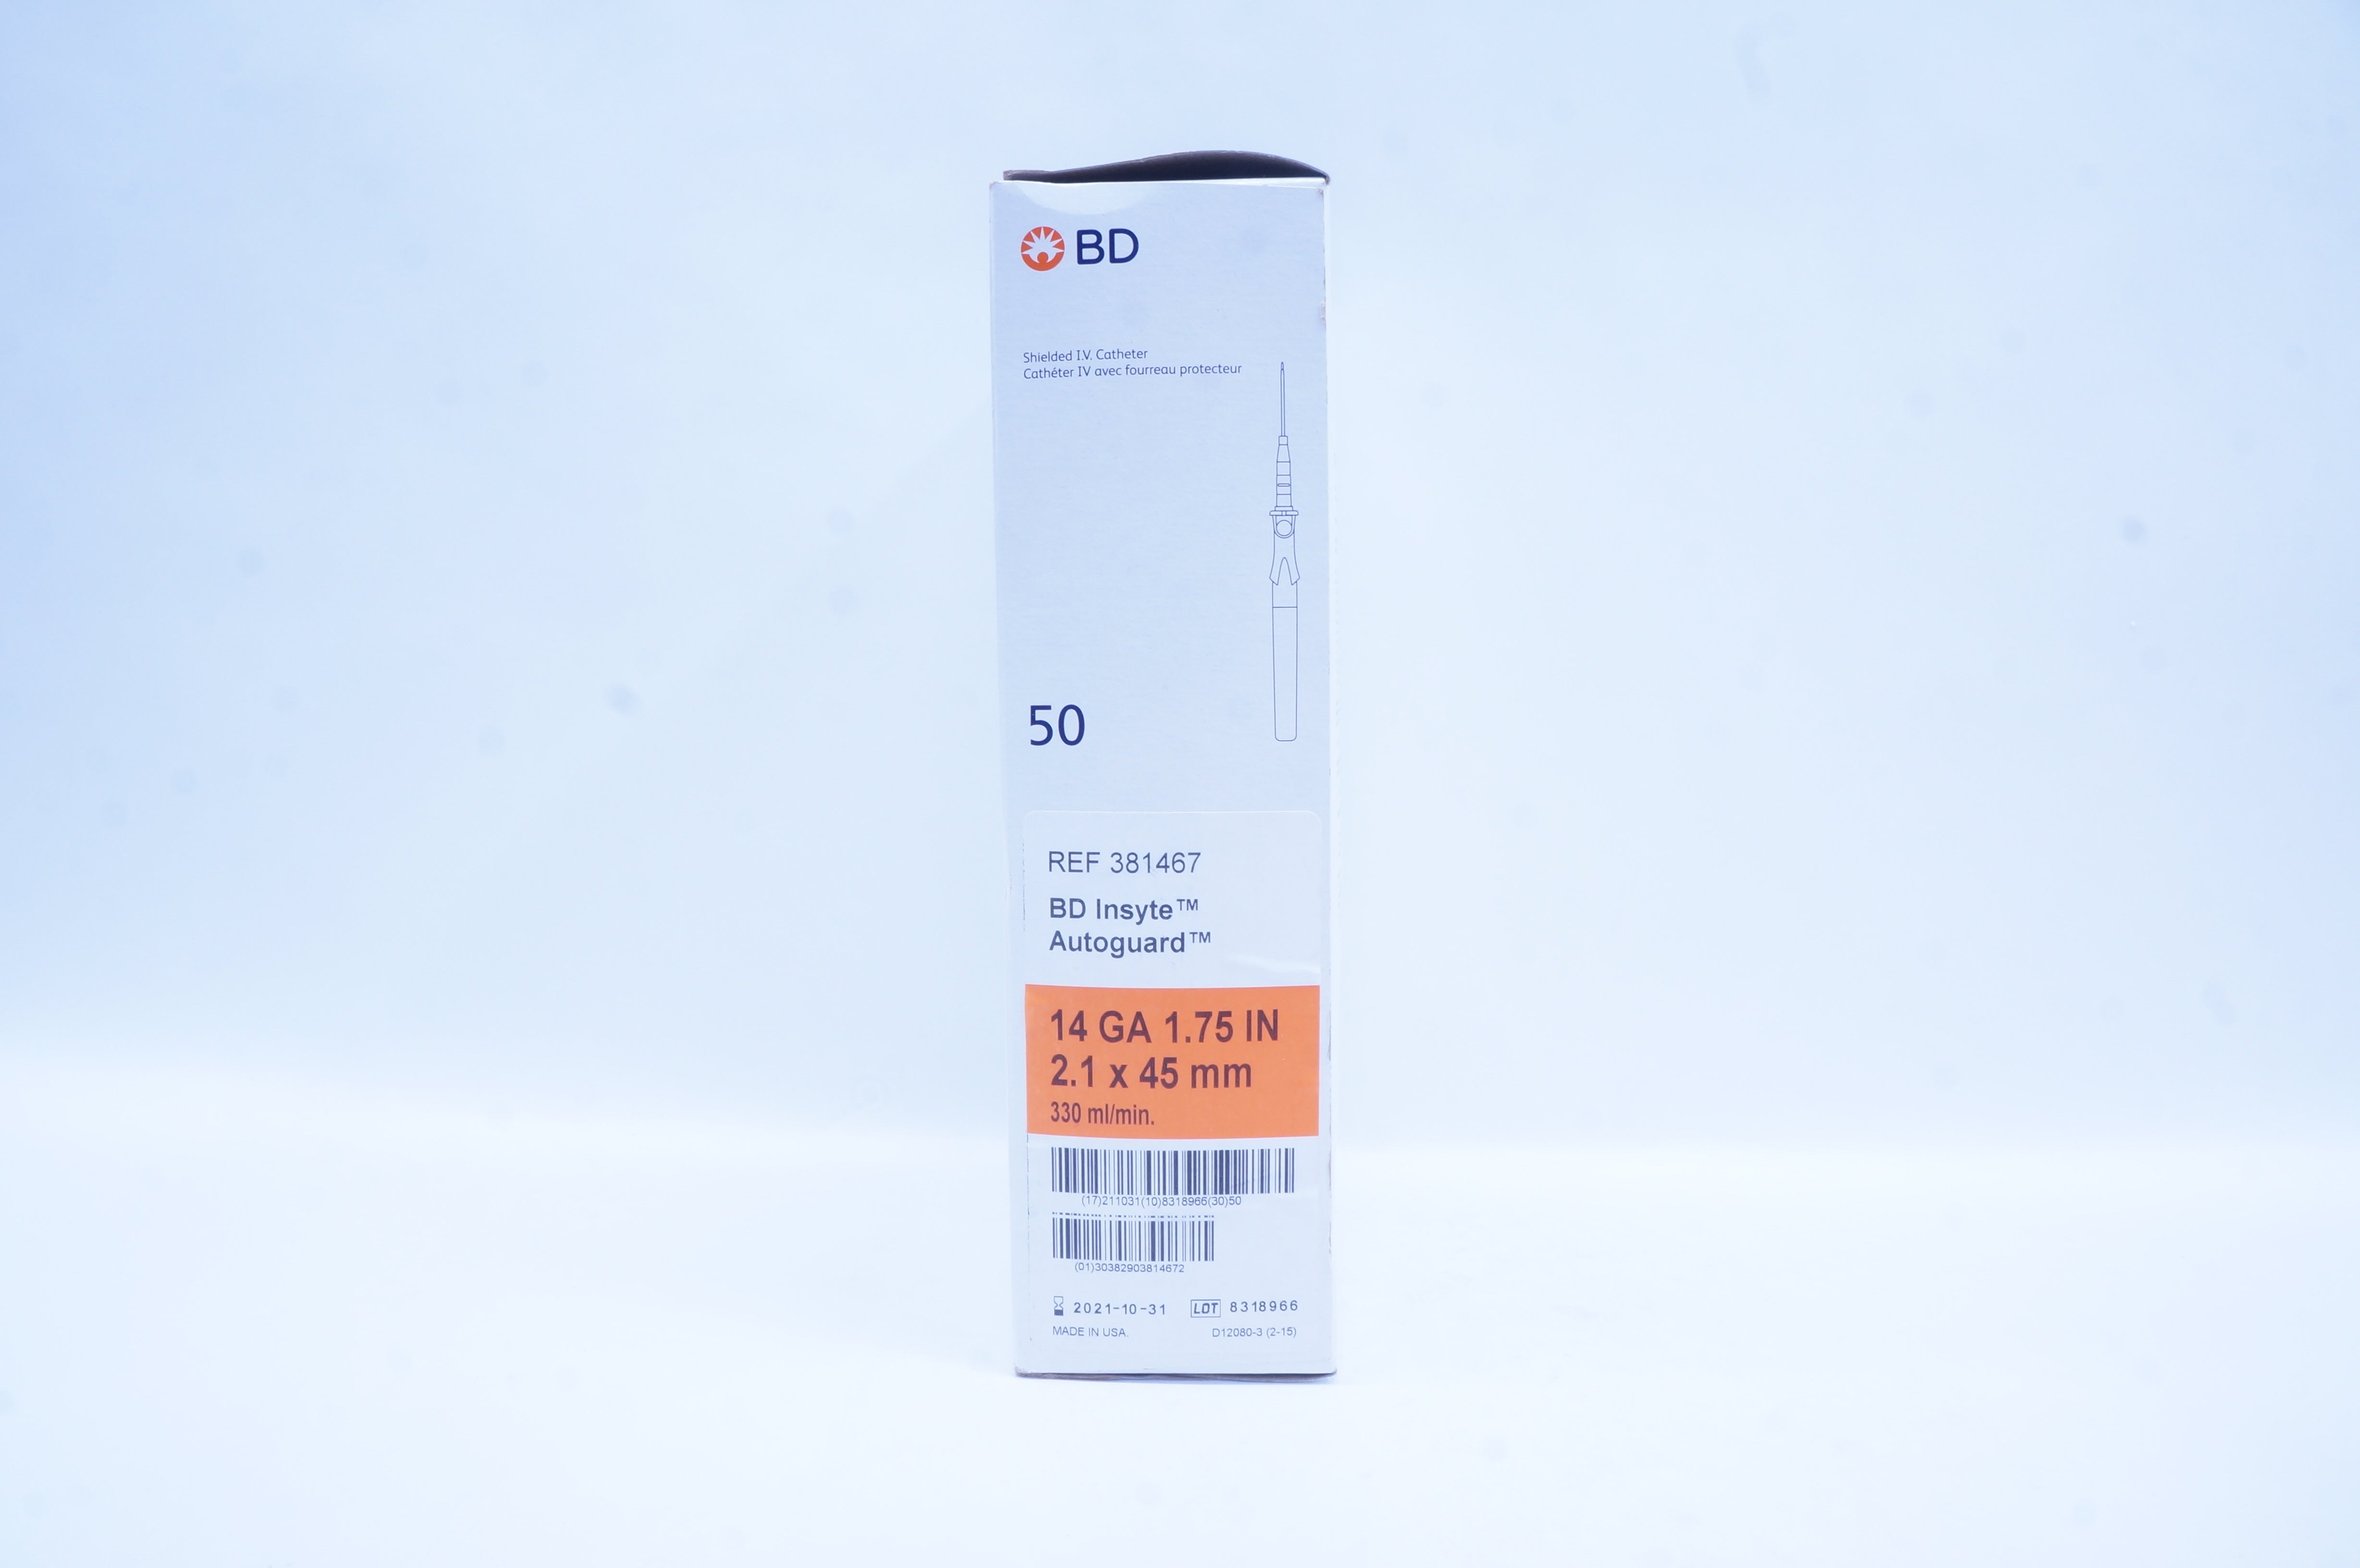 BD
Shielded I.V. Catheter
Cathéter IV avec fourreau protecteur
50
REF 381467
BD Insyte™
Autoguard™
14 GA 1.75 IN
2.1 x 45 mm
330 ml/min.
(17)211031(10)8318966(30)50
(01)30382903814672
2021-10-31 LOT 8318966
MADE IN USA. D12080-3 (2-15)